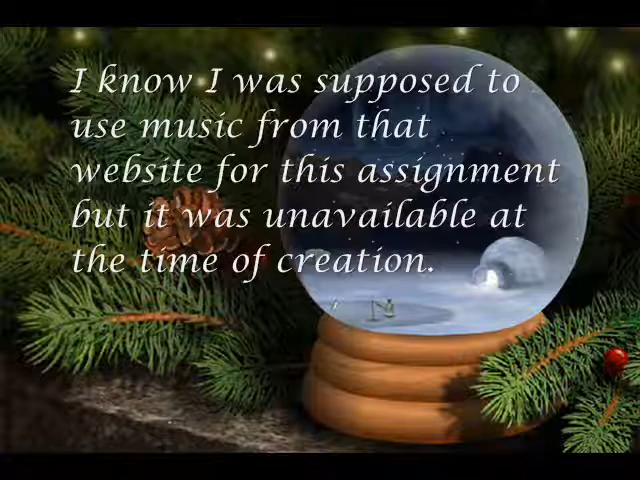 I know I was supposed to
use music from that
website for this assignment
but it was unavailable at
the time of creation.